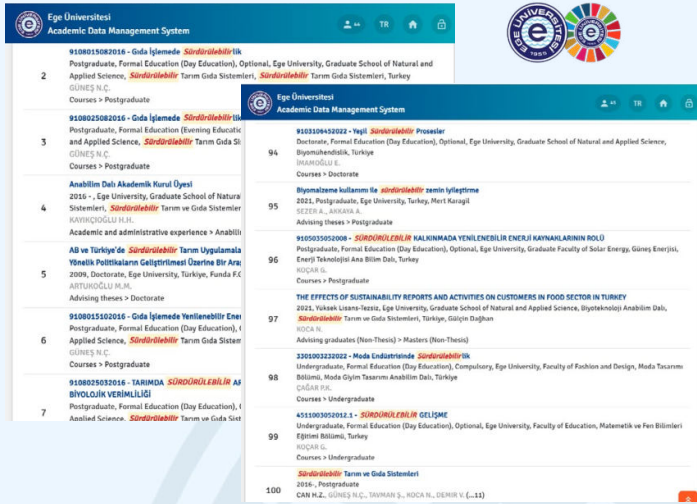 Ege Üniversitesi
Academic Data Management System
TR
EGE ÜNİVERSİTESİ
1955
2
9108015082016 - Gıda İşlemede Sürdürülebilirlik
Postgraduate, Formal Education (Day Education), Optional, Ege University, Graduate School of Natural and
Applied Science, Sürdürülebilir Tarım Gıda Sistemleri, Sürdürülebilir Tarım Gıda Sistemleri, Turkey
GÜNEŞ N.Ç.
Courses > Postgraduate
3
9108025082016 - Gıda İşlemede Sürdürülebilirlik
Postgraduate, Formal Education (Evening
and Applied Science, Sürdürülebilir Tarım Gıda
GÜNEŞ N.Ç.
Courses > Postgraduate
4
Anabilim Dalı Akademik Kurul Üyesi
2016 - , Ege University, Graduate School of
Sistemleri, Sürdürülebilir Tarım ve Gıda Sistemler
KAYIKÇIOĞLU H.H.
Academic and administrative experience >
5
AB ve Türkiye'de Sürdürülebilir Tarım
Yönelik Politikaların Geliştirilmesi Üzerine Bir
2009, Doctorate, Ege University, Türkiye, Funda
ARTUKOĞLU M.M.
Advising theses > Doctorate
6
9108015102016 - Gıda İşlemede Yenilenebilir
Postgraduate, Formal Education (Day Education),
Applied Science, Sürdürülebilir Tarım Gıda
GÜNEŞ N.Ç.
Courses > Postgraduate
7
9108025032016 - TARIMDA SÜRDÜRÜLEBİLİR
BİYOLOJİK VERİMLİLİĞİ
Postgraduate, Formal Education (Day Education),
Applied Science, Sürdürülebilir Tarım ve Gıda
Ege Üniversitesi
Academic Data Management System
TR
94
9103106452022 - Yeşil Sürdürülebilir Prosesler
Doctorate, Formal Education (Day Education), Optional, Ege University, Graduate School of Natural and Applied Science,
Biyomühendislik, Türkiye
İMAMOĞLU E.
Courses > Doctorate
95
Biyomalzeme kullanımı ile sürdürülebilir zemin iyileştirme
2021, Postgraduate, Ege University, Turkey, Mert Karagil
SEZER A., AKKAYA A.
Advising theses > Postgraduate
96
9105035052008 - SÜRDÜRÜLEBİLİR KALKINMADA YENİLENEBİLİR ENERJİ KAYNAKLARININ ROLÜ
Postgraduate, Formal Education (Day Education), Optional, Ege University, Graduate Faculty of Solar Energy, Güneş Enerjisi,
Enerji Teknolojisi Ana Bilim Dalı, Turkey
KOÇAR G.
Courses > Postgraduate
97
THE EFFECTS OF SUSTAINABILITY REPORTS AND ACTIVITIES ON CUSTOMERS IN FOOD SECTOR IN TURKEY
2021, Yüksek Lisans-Tezsiz, Ege University, Graduate School of Natural and Applied Science, Biyoteknoloji Anabilim Dalı,
Sürdürülebilir Tarım ve Gıda Sistemleri, Türkiye, Gülçin Dağhan
KOCA N.
Advising graduates (Non-Thesis) > Masters (Non-Thesis)
98
3301003232022 - Moda Endüstrisinde Sürdürülebilirlik
Undergraduate, Formal Education (Day Education), Compulsory, Ege University, Faculty of Fashion and Design, Moda Tasarımı
Bölümü, Moda Giyim Tasarımı Anabilim Dalı, Türkiye
ÇAĞAR P.K.
Courses > Undergraduate
99
4511003052012.1 - SÜRDÜRÜLEBİLİR GELİŞME
Undergraduate, Formal Education (Day Education), Optional, Ege University, Faculty of Education, Matemetik ve Fen Bilimleri
Eğitimi Bölümü, Turkey
KOÇAR G.
Courses > Undergraduate
100
Sürdürülebilir Tarım ve Gıda Sistemleri
2016-, Postgraduate
CAN H.Z., GÜNEŞ N.Ç., TAVMAN Ş., KOCA N., DEMİR V. (...11)